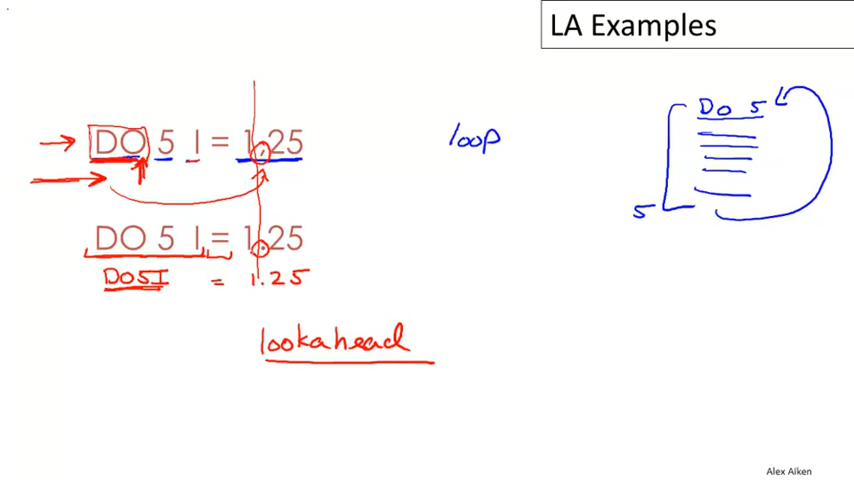 LA Examples
DO 5 I = 1,25
loop
Do 5
5
DO 5 I = 1.25
DO5I = 1.25
lookahead
Alex Aiken